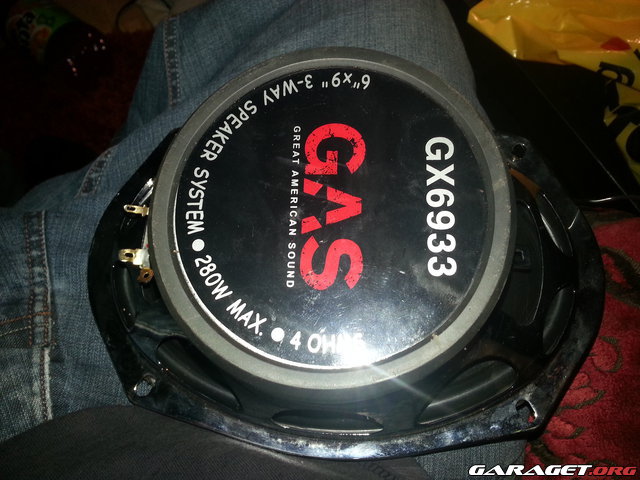 GX6933
GAS
GREAT AMERICAN SOUND
6"x9" 3-WAY SPEAKER SYSTEM ● 280W MAX. ● 4 OHMS
GARAGET.ORG